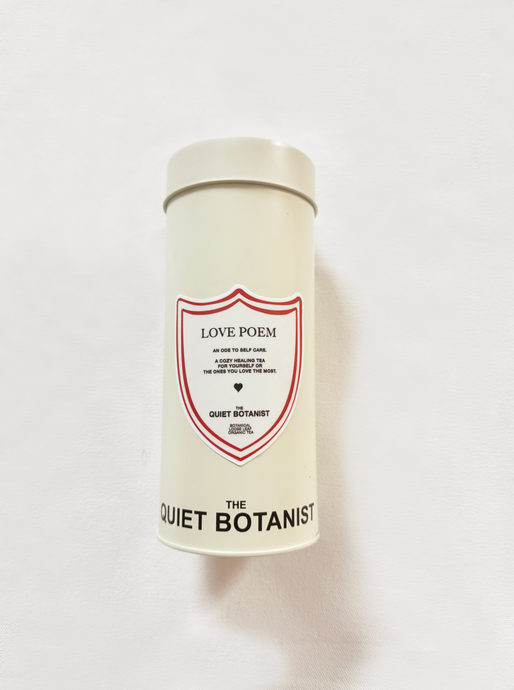 LOVE POEM
AN ODE TO SELF CARE.
A COZY HEALING TEA
FOR YOURSELF OR
THE ONES YOU LOVE THE MOST.
THE
QUIET BOTANIST
BOTANICAL
LOOSE LEAF
ORGANIC TEA
THE
QUIET BOTANIST